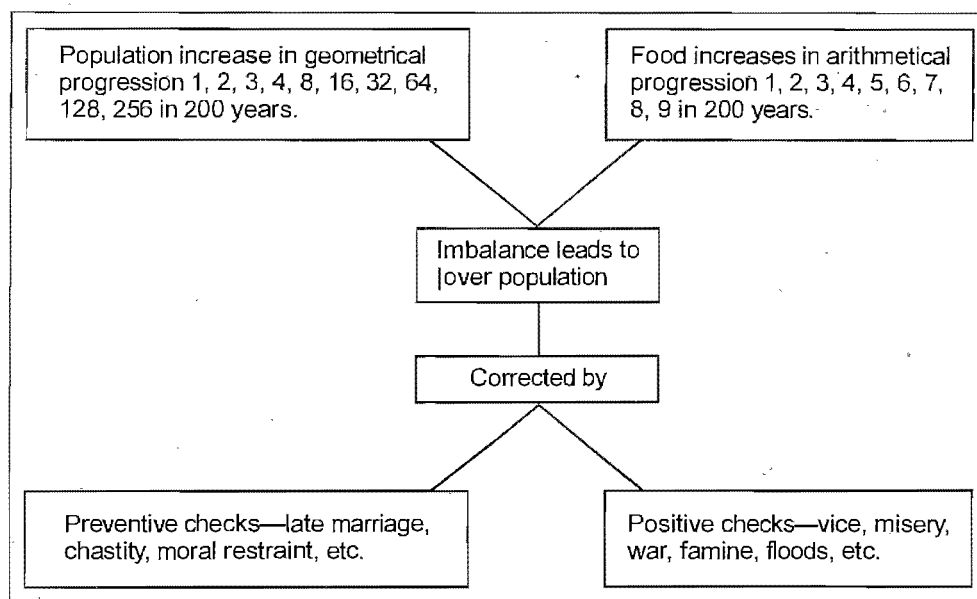 Population increase in geometrical
progression 1, 2, 3, 4, 8, 16, 32, 64,
128, 256 in 200 years.
Food increases in arithmetical
progression 1, 2, 3, 4, 5, 6, 7,
8, 9 in 200 years.
Imbalance leads to
over population
Corrected by
Preventive checks—late marriage,
chastity, moral restraint, etc.
Positive checks—vice, misery,
war, famine, floods, etc.